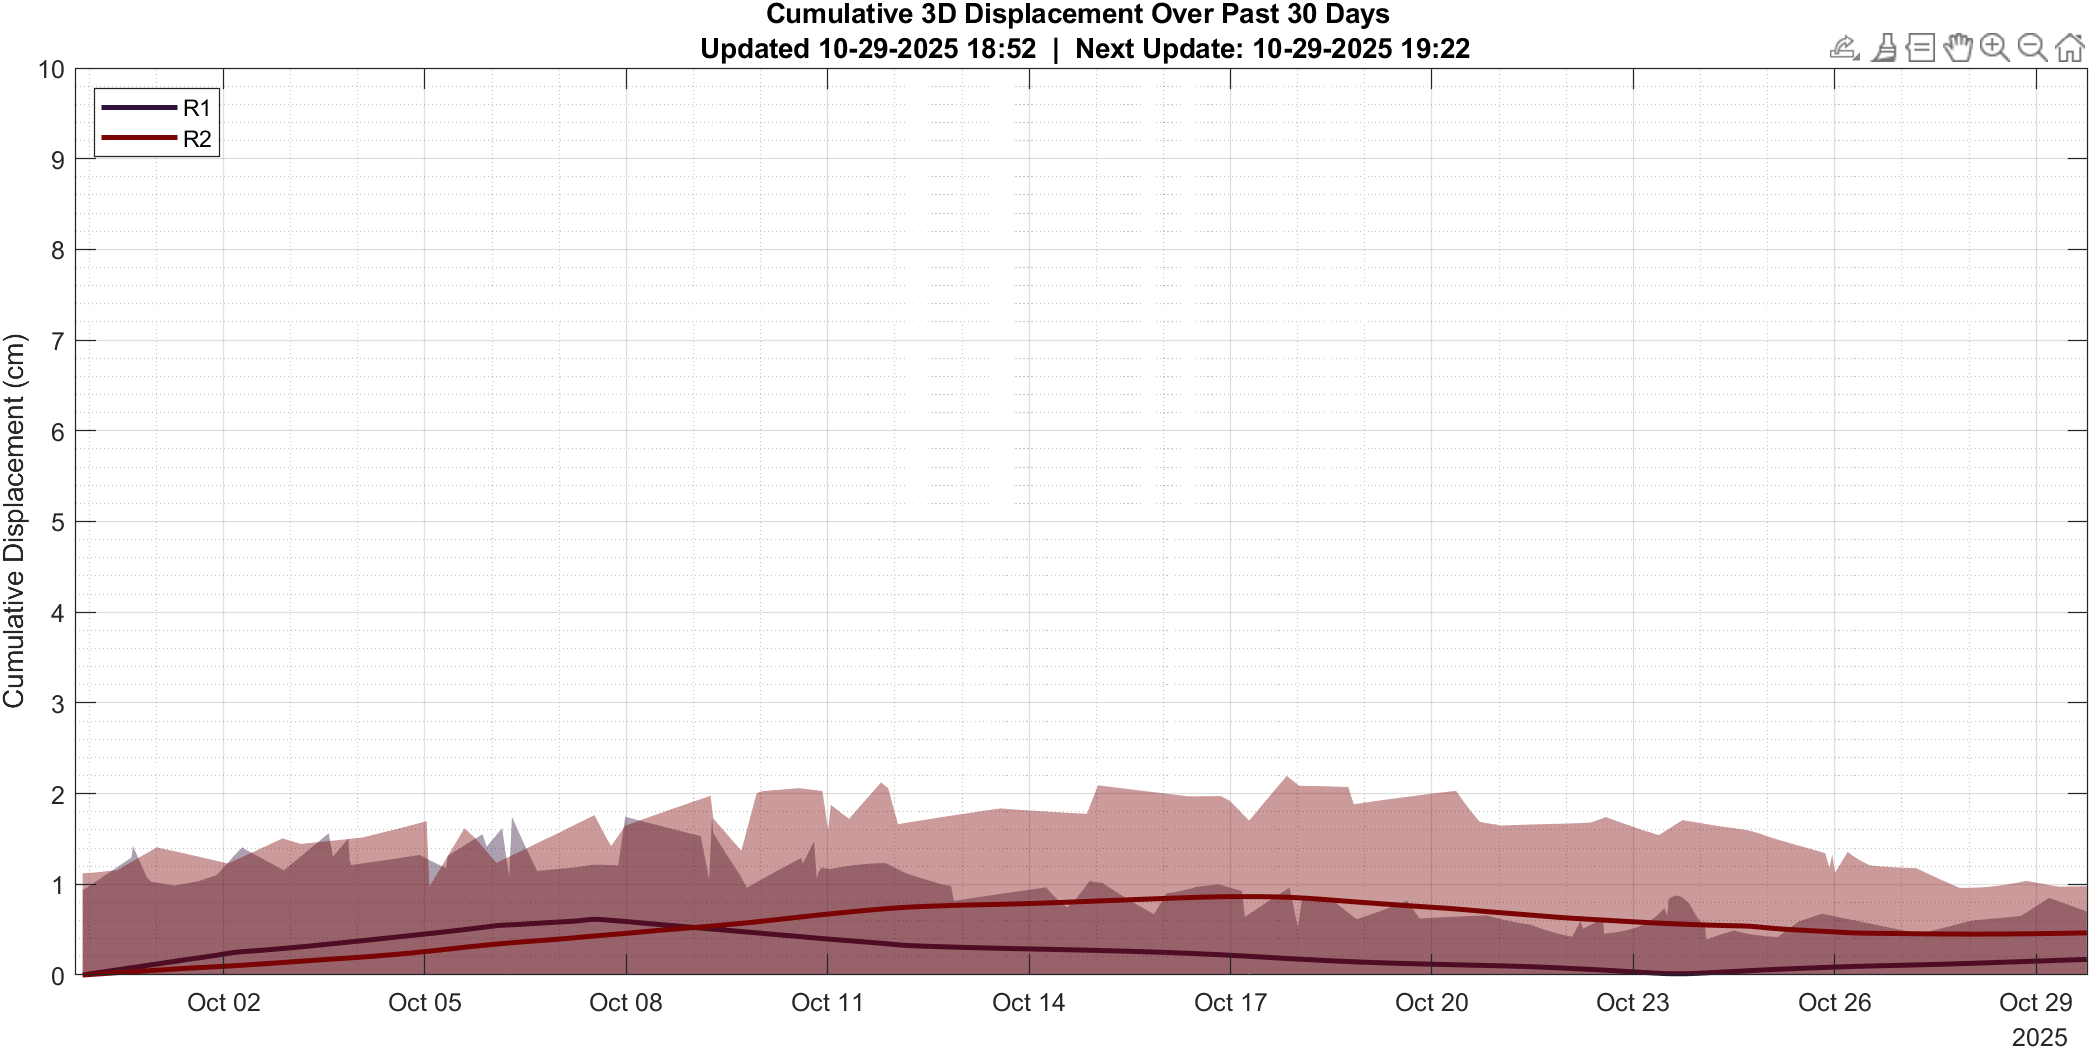 Cumulative 3D Displacement Over Past 30 Days
Updated 10-29-2025 18:52 | Next Update: 10-29-2025 19:22
R1
R2
Cumulative Displacement (cm)
10
9
8
7
6
5
4
3
2
1
0
Oct 02 Oct 05 Oct 08 Oct 11 Oct 14 Oct 17 Oct 20 Oct 23 Oct 26 Oct 29
2025